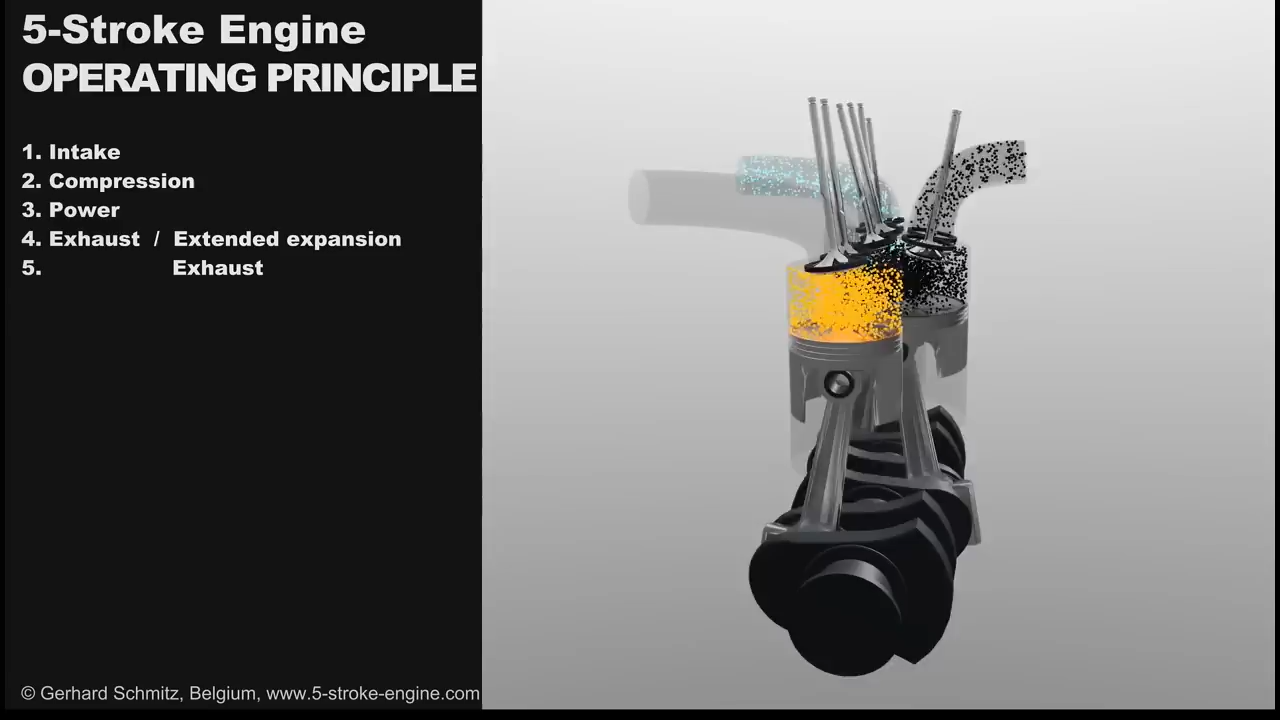 5-Stroke Engine
OPERATING PRINCIPLE
1. Intake
2. Compression
3. Power
4. Exhaust / Extended expansion
5. Exhaust
© Gerhard Schmitz, Belgium, www.5-stroke-engine.com